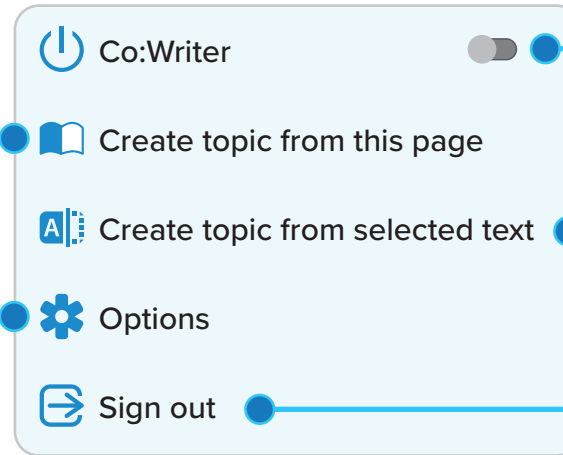 Co:Writer
Create topic from this page
A
Create topic from selected text
Options
Sign out